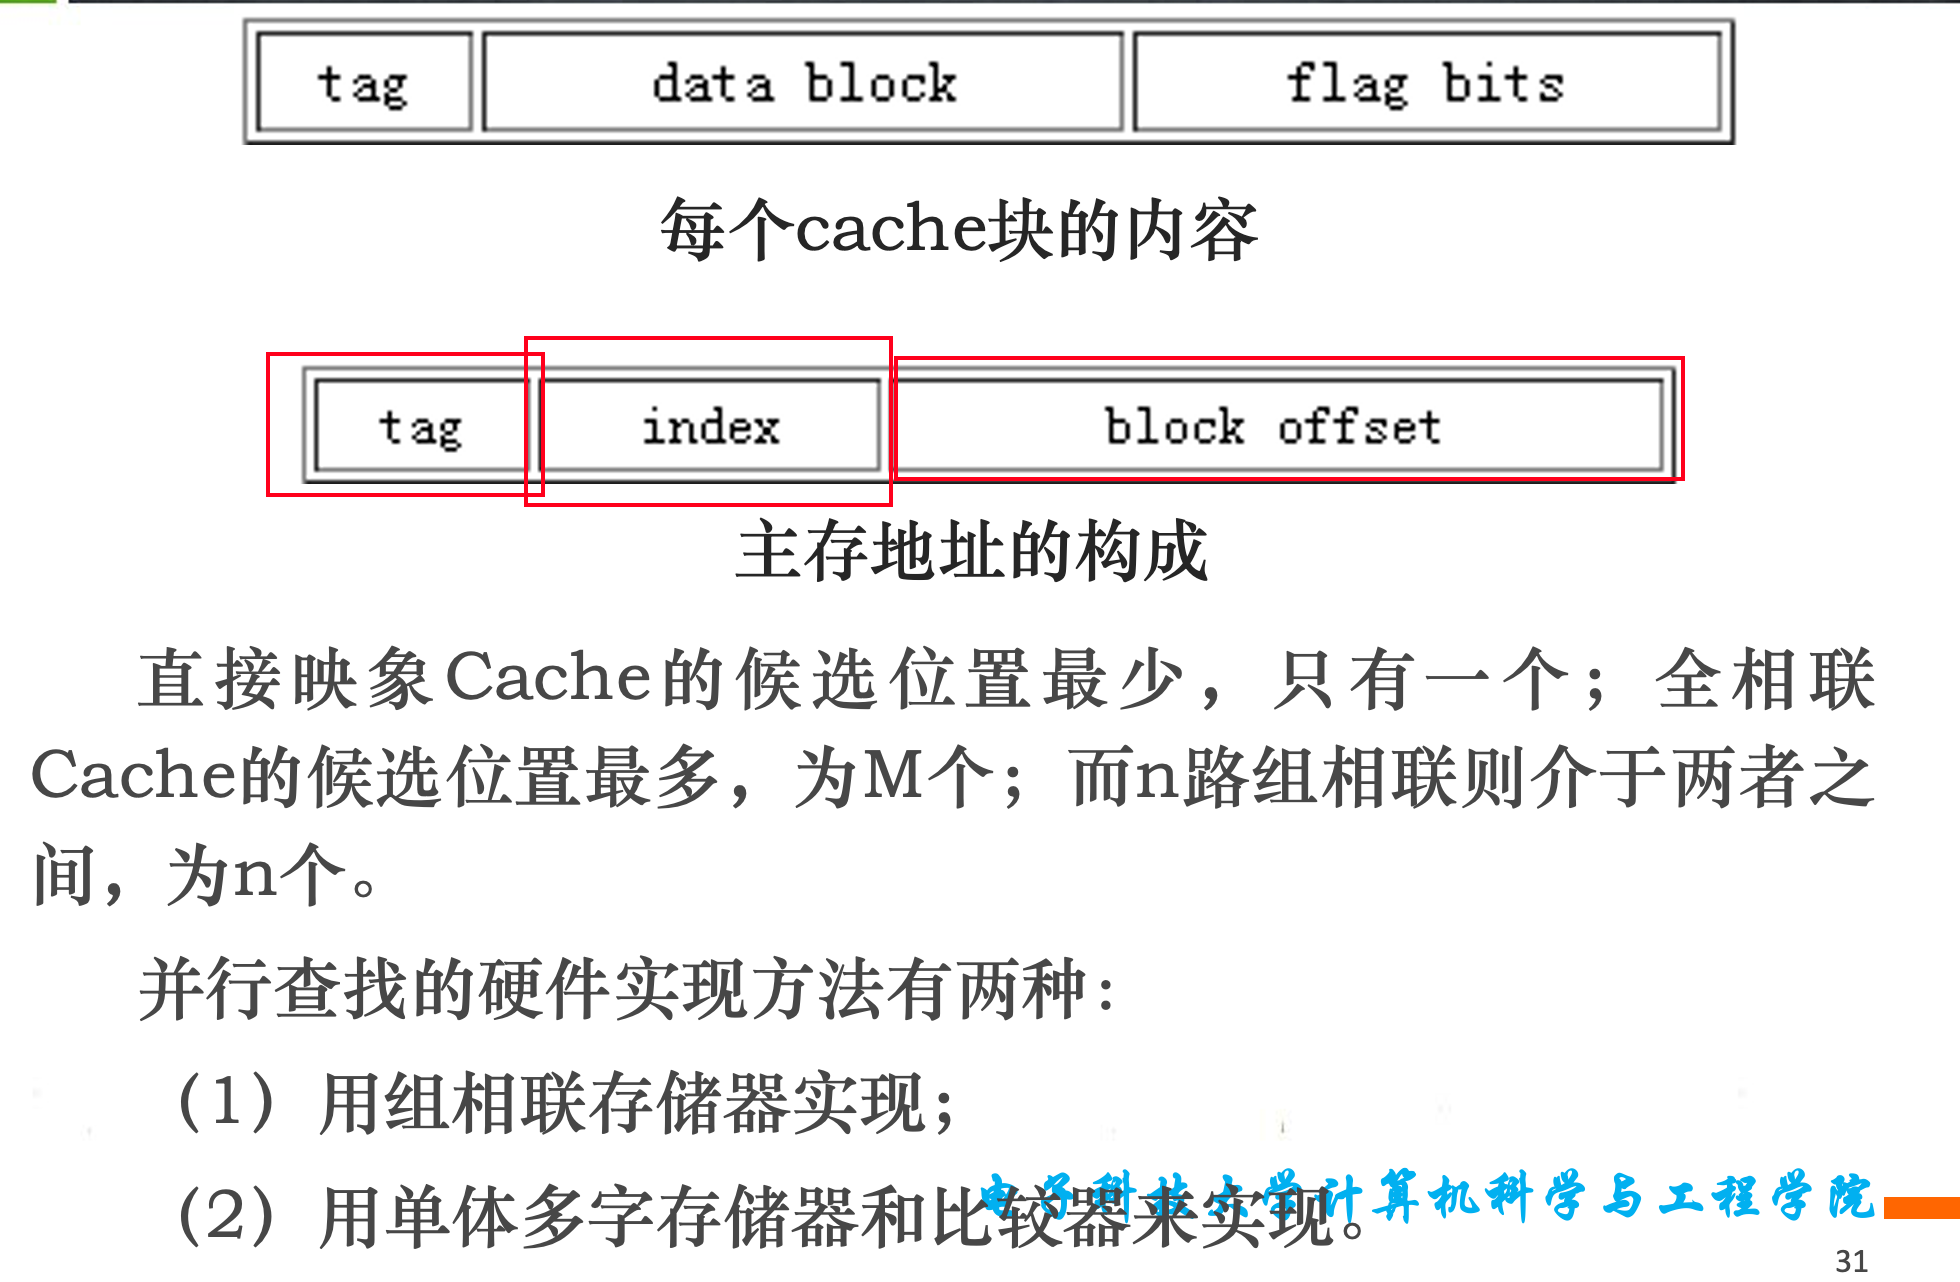 tag data block flag bits
每个cache块的内容
tag index block offset
主存地址的构成
直接映象Cache的候选位置最少，只有一个；全相联
Cache的候选位置最多，为M个；而n路组相联则介于两者之
间，为n个。
并行查找的硬件实现方法有两种：
（1）用组相联存储器实现；
（2）用单体多字存储器和比较器来实现。
电子科技大学计算机科学与工程学院
31